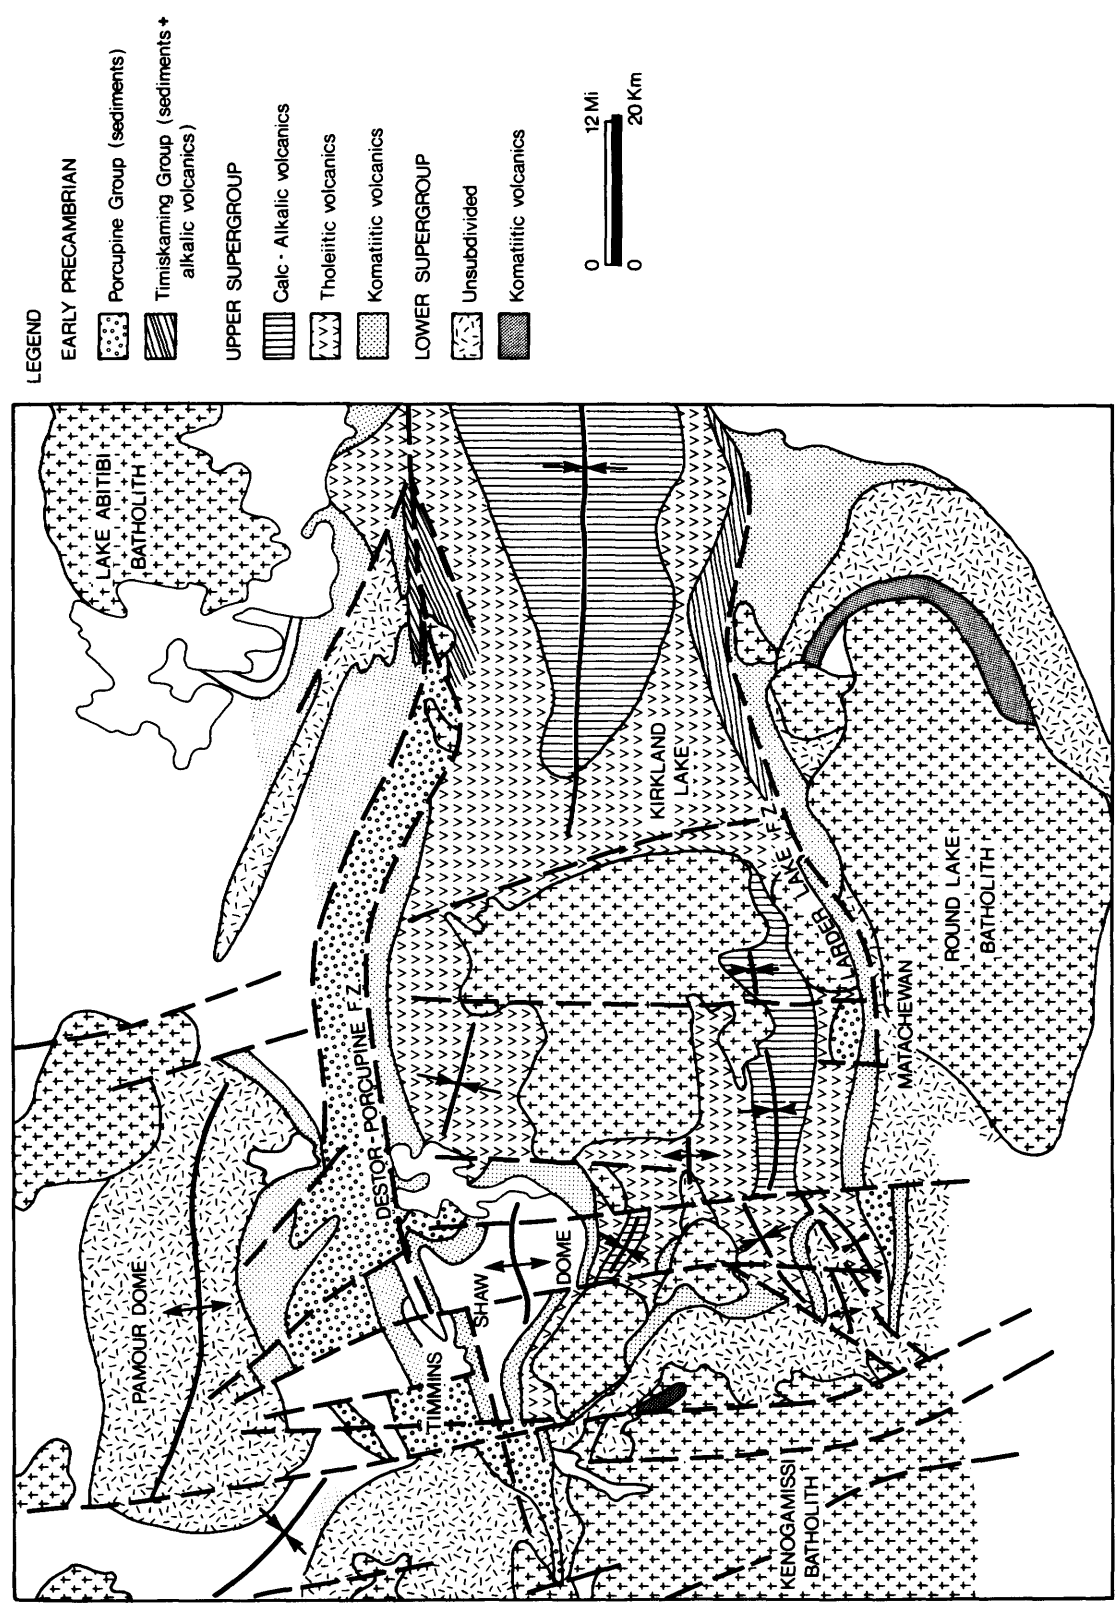 LEGEND
EARLY PRECAMBRIAN
Porcupine Group (sediments)
Timiskaming Group (sediments +
alkalic volcanics)
UPPER SUPERGROUP
Calc - Alkalic volcanics
Tholeiitic volcanics
Komatiitic volcanics
LOWER SUPERGROUP
Unsubdivided
Komatiitic volcanics
0 12 Mi
0 20 Km
LAKE ABITIBI
BATHOLITH
PAMOUR DOME
DESTOR - PORCUPINE F Z
TIMMINS
SHAW
DOME
KIRKLAND
LAKE
LARDER LAKE F Z
MATACHEWAN
ROUND LAKE
BATHOLITH
KENOGAMISSI
BATHOLITH